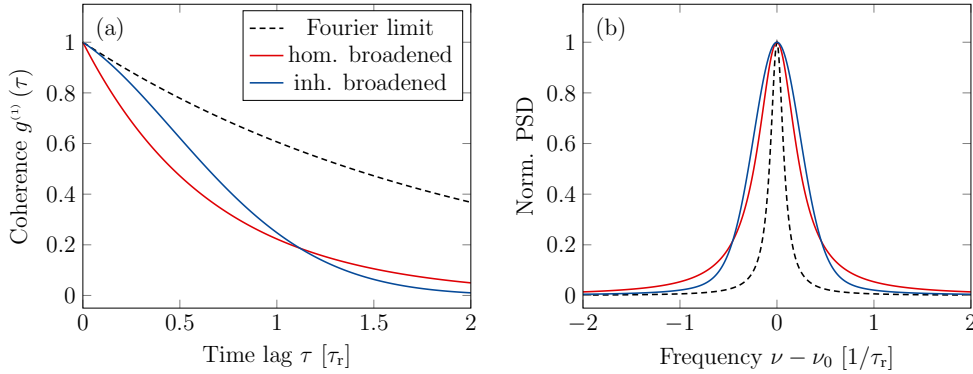 (a)
Fourier limit
hom. broadened
inh. broadened
Coherence g⁽¹⁾(τ)
1
0.8
0.6
0.4
0.2
0
0
0.5
1
1.5
2
Time lag τ [τᵣ]
(b)
Norm. PSD
1
0.8
0.6
0.4
0.2
0
−2
−1
0
1
2
Frequency ν − ν₀ [1/τᵣ]